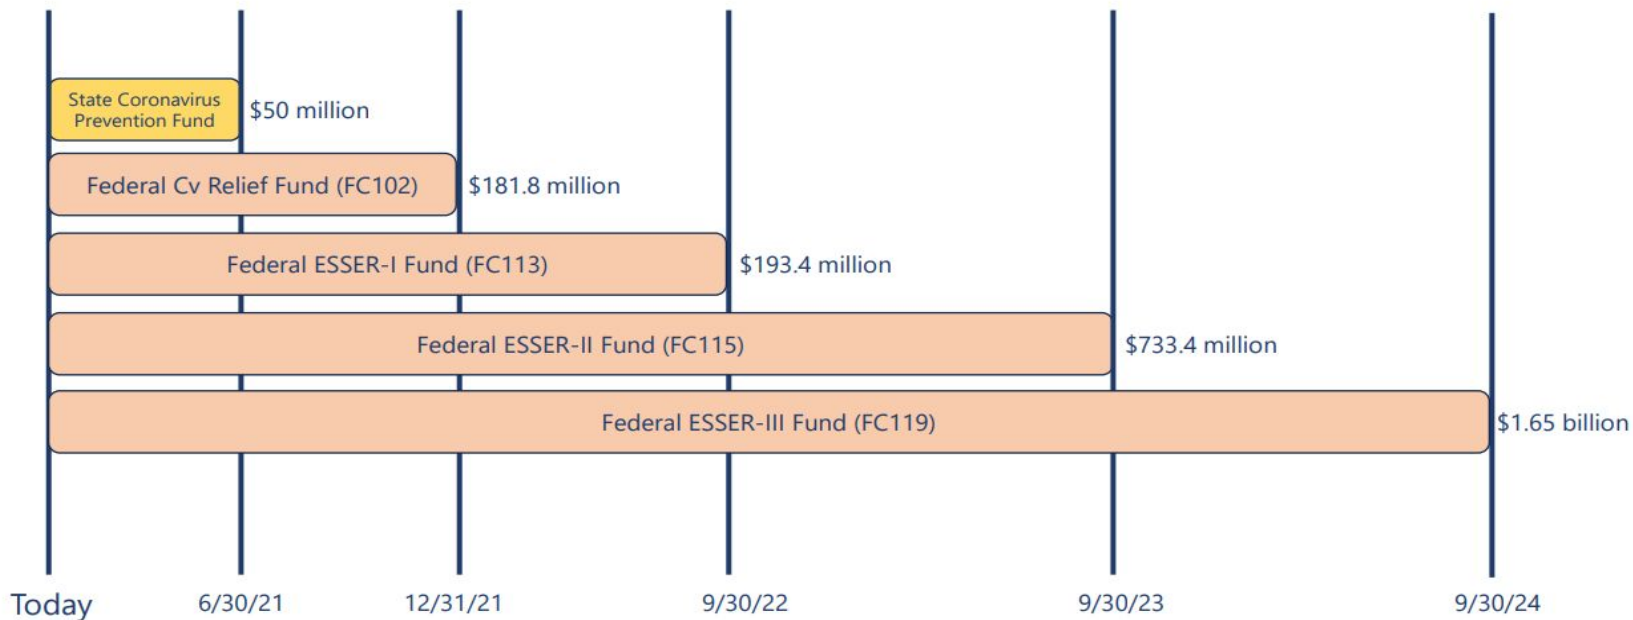 State Coronavirus
Prevention Fund
$50 million
Federal Cv Relief Fund (FC102)
$181.8 million
Federal ESSER-I Fund (FC113)
$193.4 million
Federal ESSER-II Fund (FC115)
$733.4 million
Federal ESSER-III Fund (FC119)
$1.65 billion
Today
6/30/21
12/31/21
9/30/22
9/30/23
9/30/24